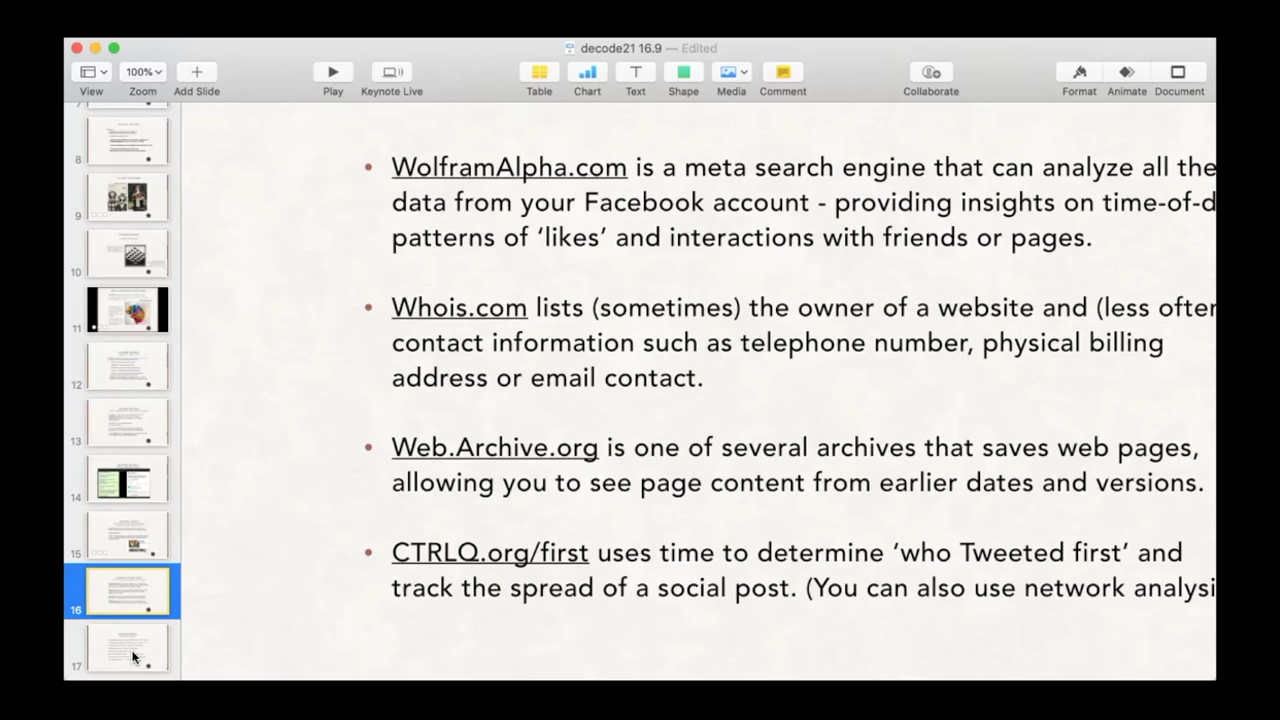 decode21 16.9 — Edited
View
100%
Zoom
Add Slide
Play
Keynote Live
Table
Chart
Text
Shape
Media
Comment
Collaborate
Format
Animate
Document
8
9
10
11
12
13
14
15
16
17
• WolframAlpha.com is a meta search engine that can analyze all the
data from your Facebook account - providing insights on time-of-d
patterns of ‘likes’ and interactions with friends or pages.
• Whois.com lists (sometimes) the owner of a website and (less often
contact information such as telephone number, physical billing
address or email contact.
• Web.Archive.org is one of several archives that saves web pages,
allowing you to see page content from earlier dates and versions.
• CTRLQ.org/first uses time to determine ‘who Tweeted first’ and
track the spread of a social post. (You can also use network analysi